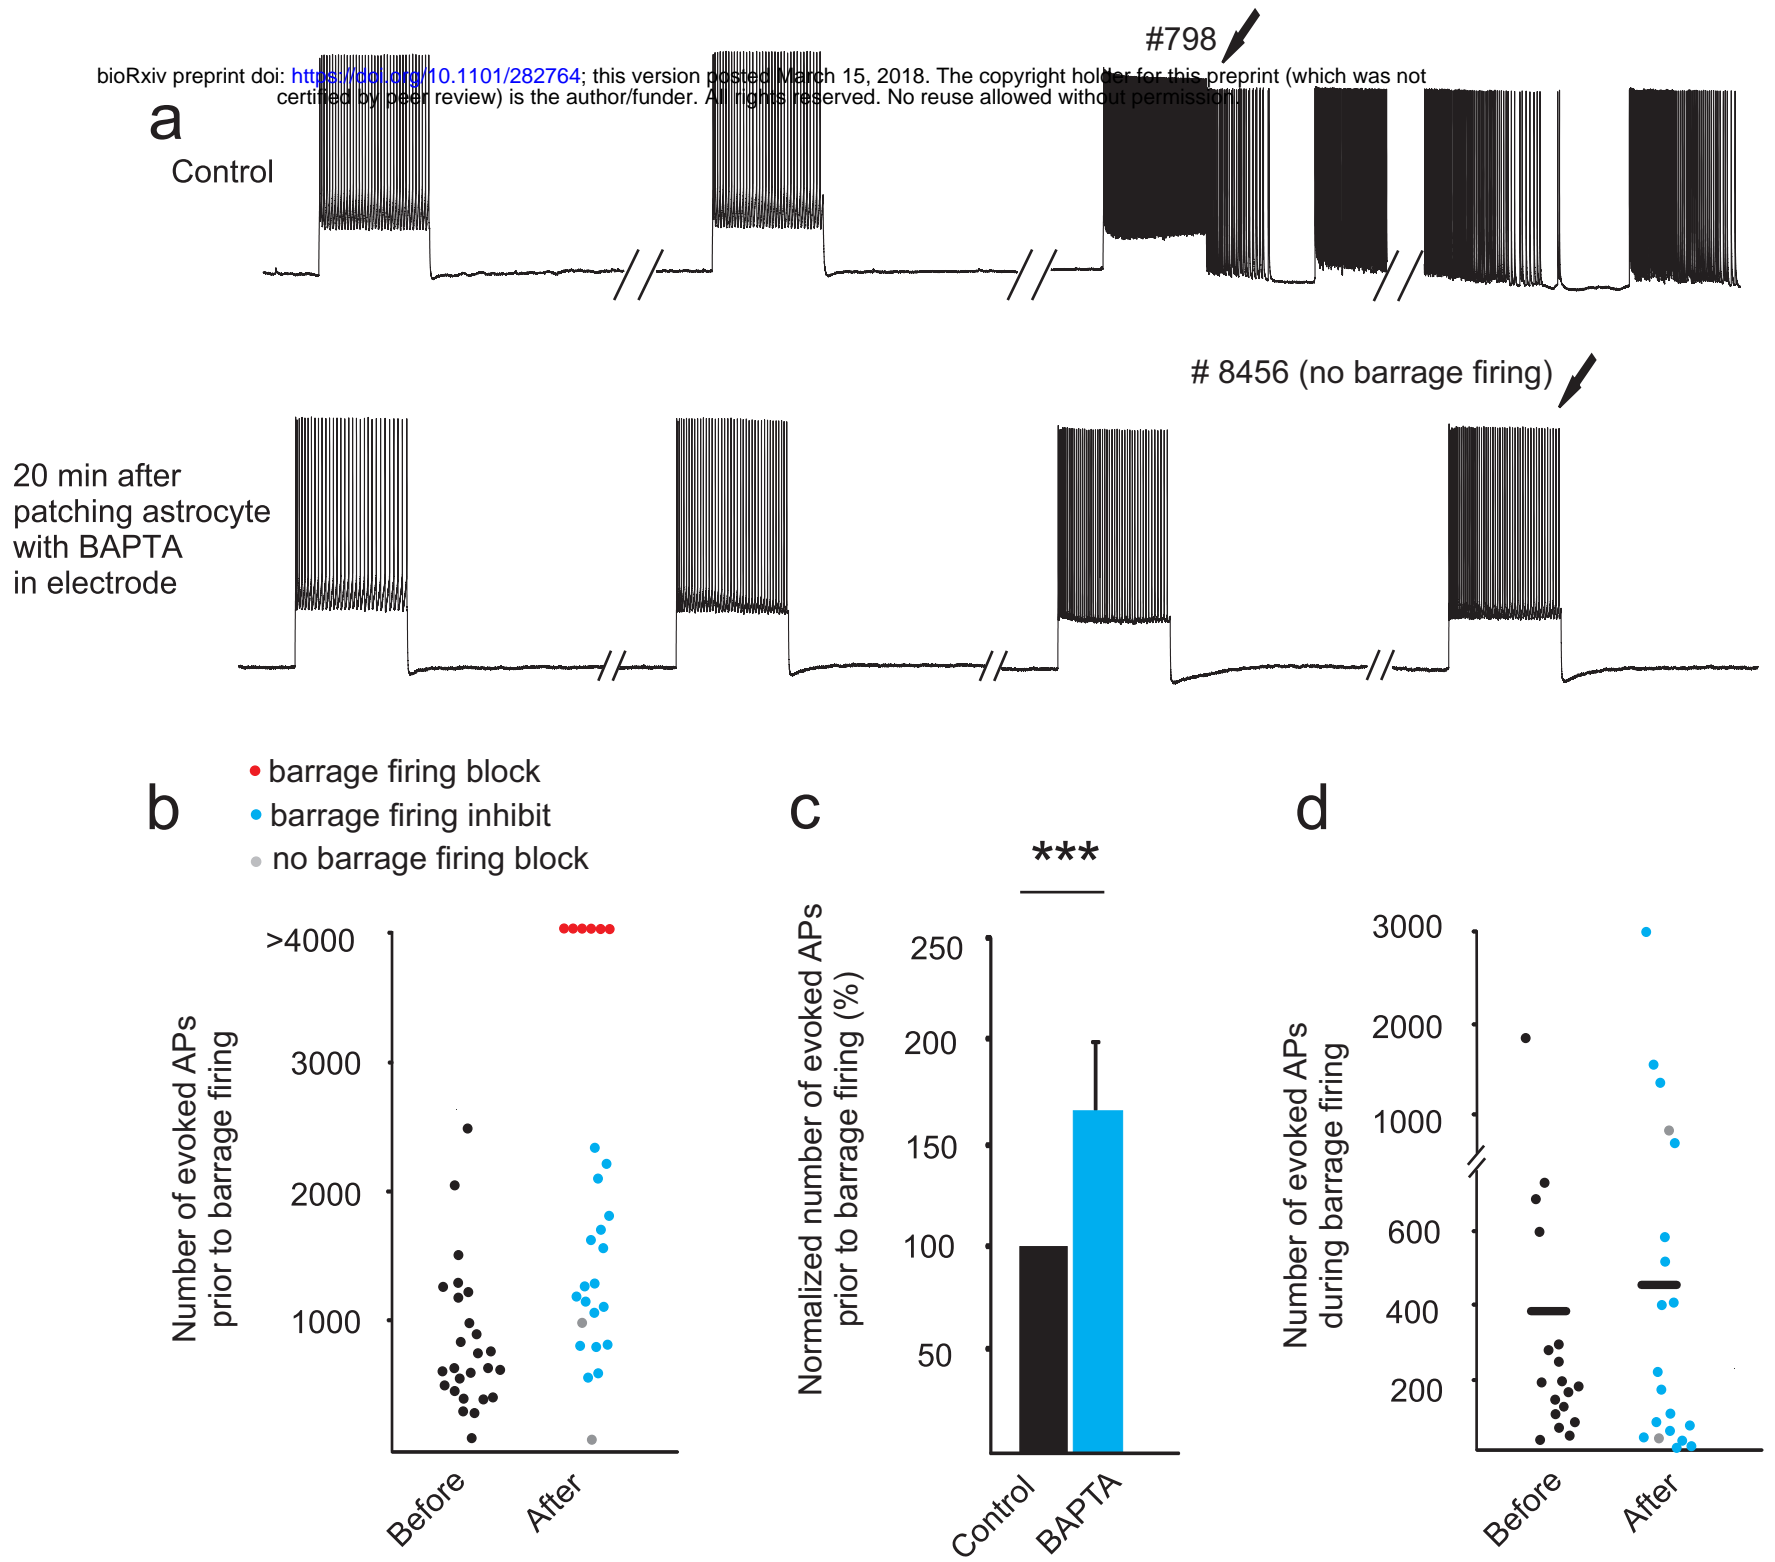 #798
bioRxiv preprint doi: https://doi.org/10.1101/282764; this version posted March 15, 2018. The copyright holder for this preprint (which was not
certified by peer review) is the author/funder. All rights reserved. No reuse allowed without permission.
a
Control
# 8456 (no barrage firing)
20 min after
patching astrocyte
with BAPTA
in electrode
b
barrage firing block
barrage firing inhibit
no barrage firing block
Number of evoked APs
prior to barrage firing
>4000
3000
2000
1000
Before
After
c
***
Normalized number of evoked APs
prior to barrage firing (%)
250
200
150
100
50
Control
BAPTA
d
Number of evoked APs
during barrage firing
3000
2000
1000
600
400
200
Before
After